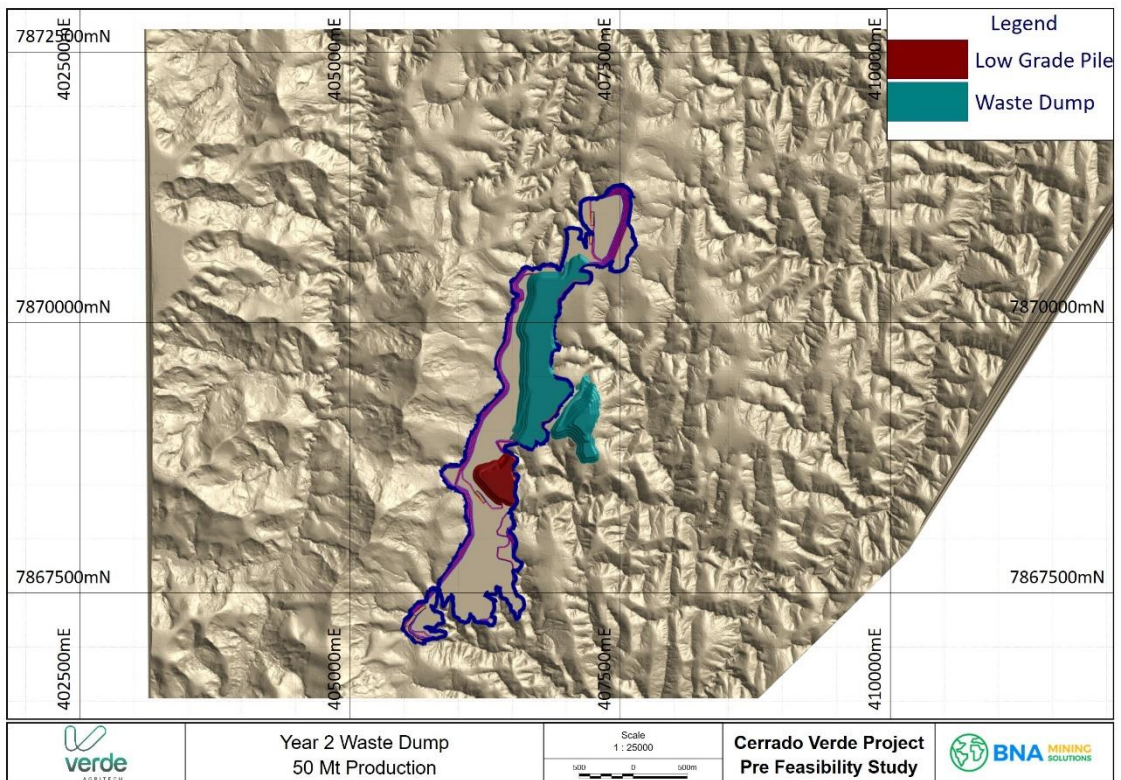 Legend
Low Grade Pile
Waste Dump
7872500mN
402500mE
405000mE
407500mE
410000mE
7870000mN
7870000mN
7867500mN
7867500mN
402500mE
405000mE
407500mE
410000mE
verde
AGRITECH
Year 2 Waste Dump
50 Mt Production
Scale
1 : 25000
500 0 500m
Cerrado Verde Project
Pre Feasibility Study
BNA MINING SOLUTIONS